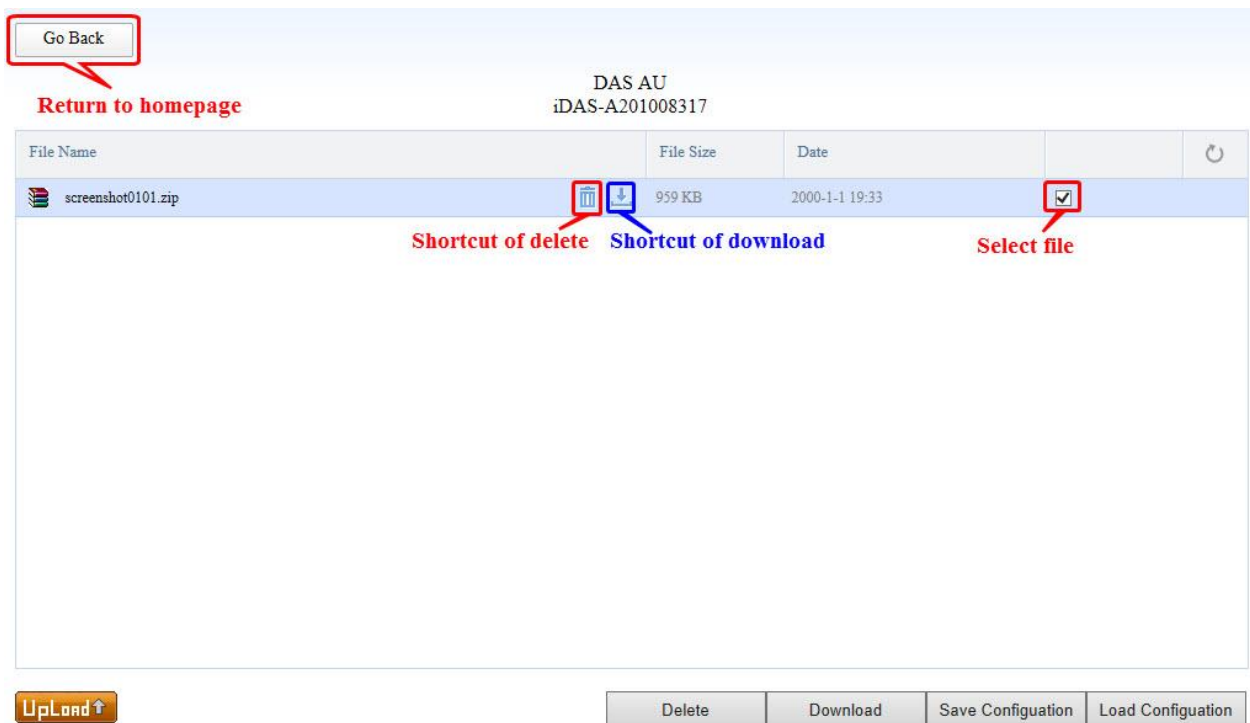 Go Back
Return to homepage
DAS AU
iDAS-A201008317
File Name File Size Date
screenshot0101.zip 959 KB 2000-1-1 19:33
Shortcut of delete Shortcut of download Select file
UpLoad Delete Download Save Configuation Load Configuation